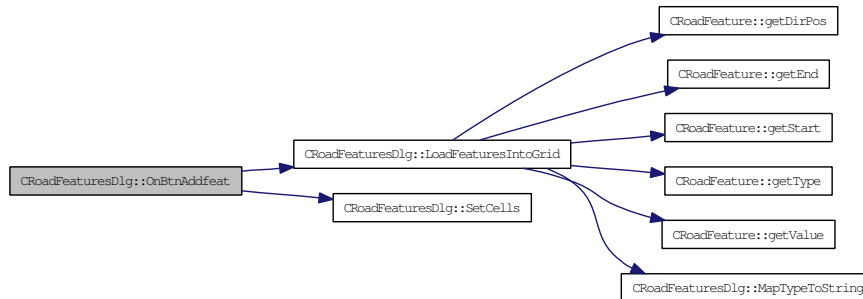 CRoadFeature::getDirPos
CRoadFeature::getEnd
CRoadFeature::getStart
CRoadFeaturesDlg::LoadFeaturesIntoGrid
CRoadFeaturesDlg::OnBtnAddfeat
CRoadFeature::getType
CRoadFeaturesDlg::SetCells
CRoadFeature::getValue
CRoadFeaturesDlg::MapTypeToString